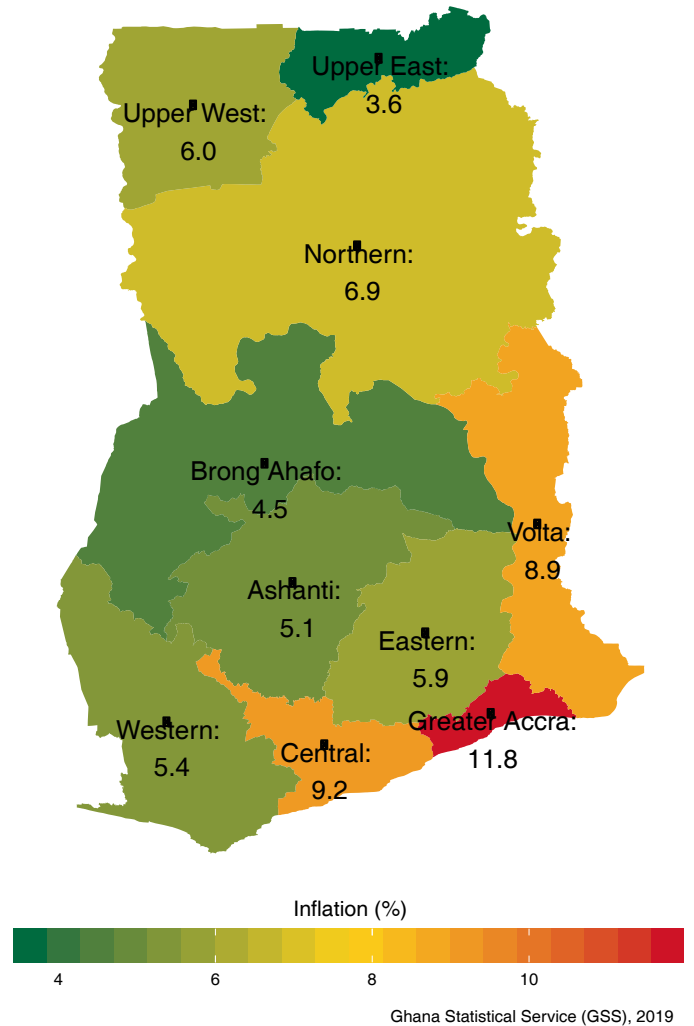 Upper East:
3.6
Upper West:
6.0
Northern:
6.9
Brong Ahafo:
4.5
Volta:
8.9
Ashanti:
5.1
Eastern:
5.9
Greater Accra:
11.8
Western:
5.4
Central:
9.2
Inflation (%)
4 6 8 10
Ghana Statistical Service (GSS), 2019